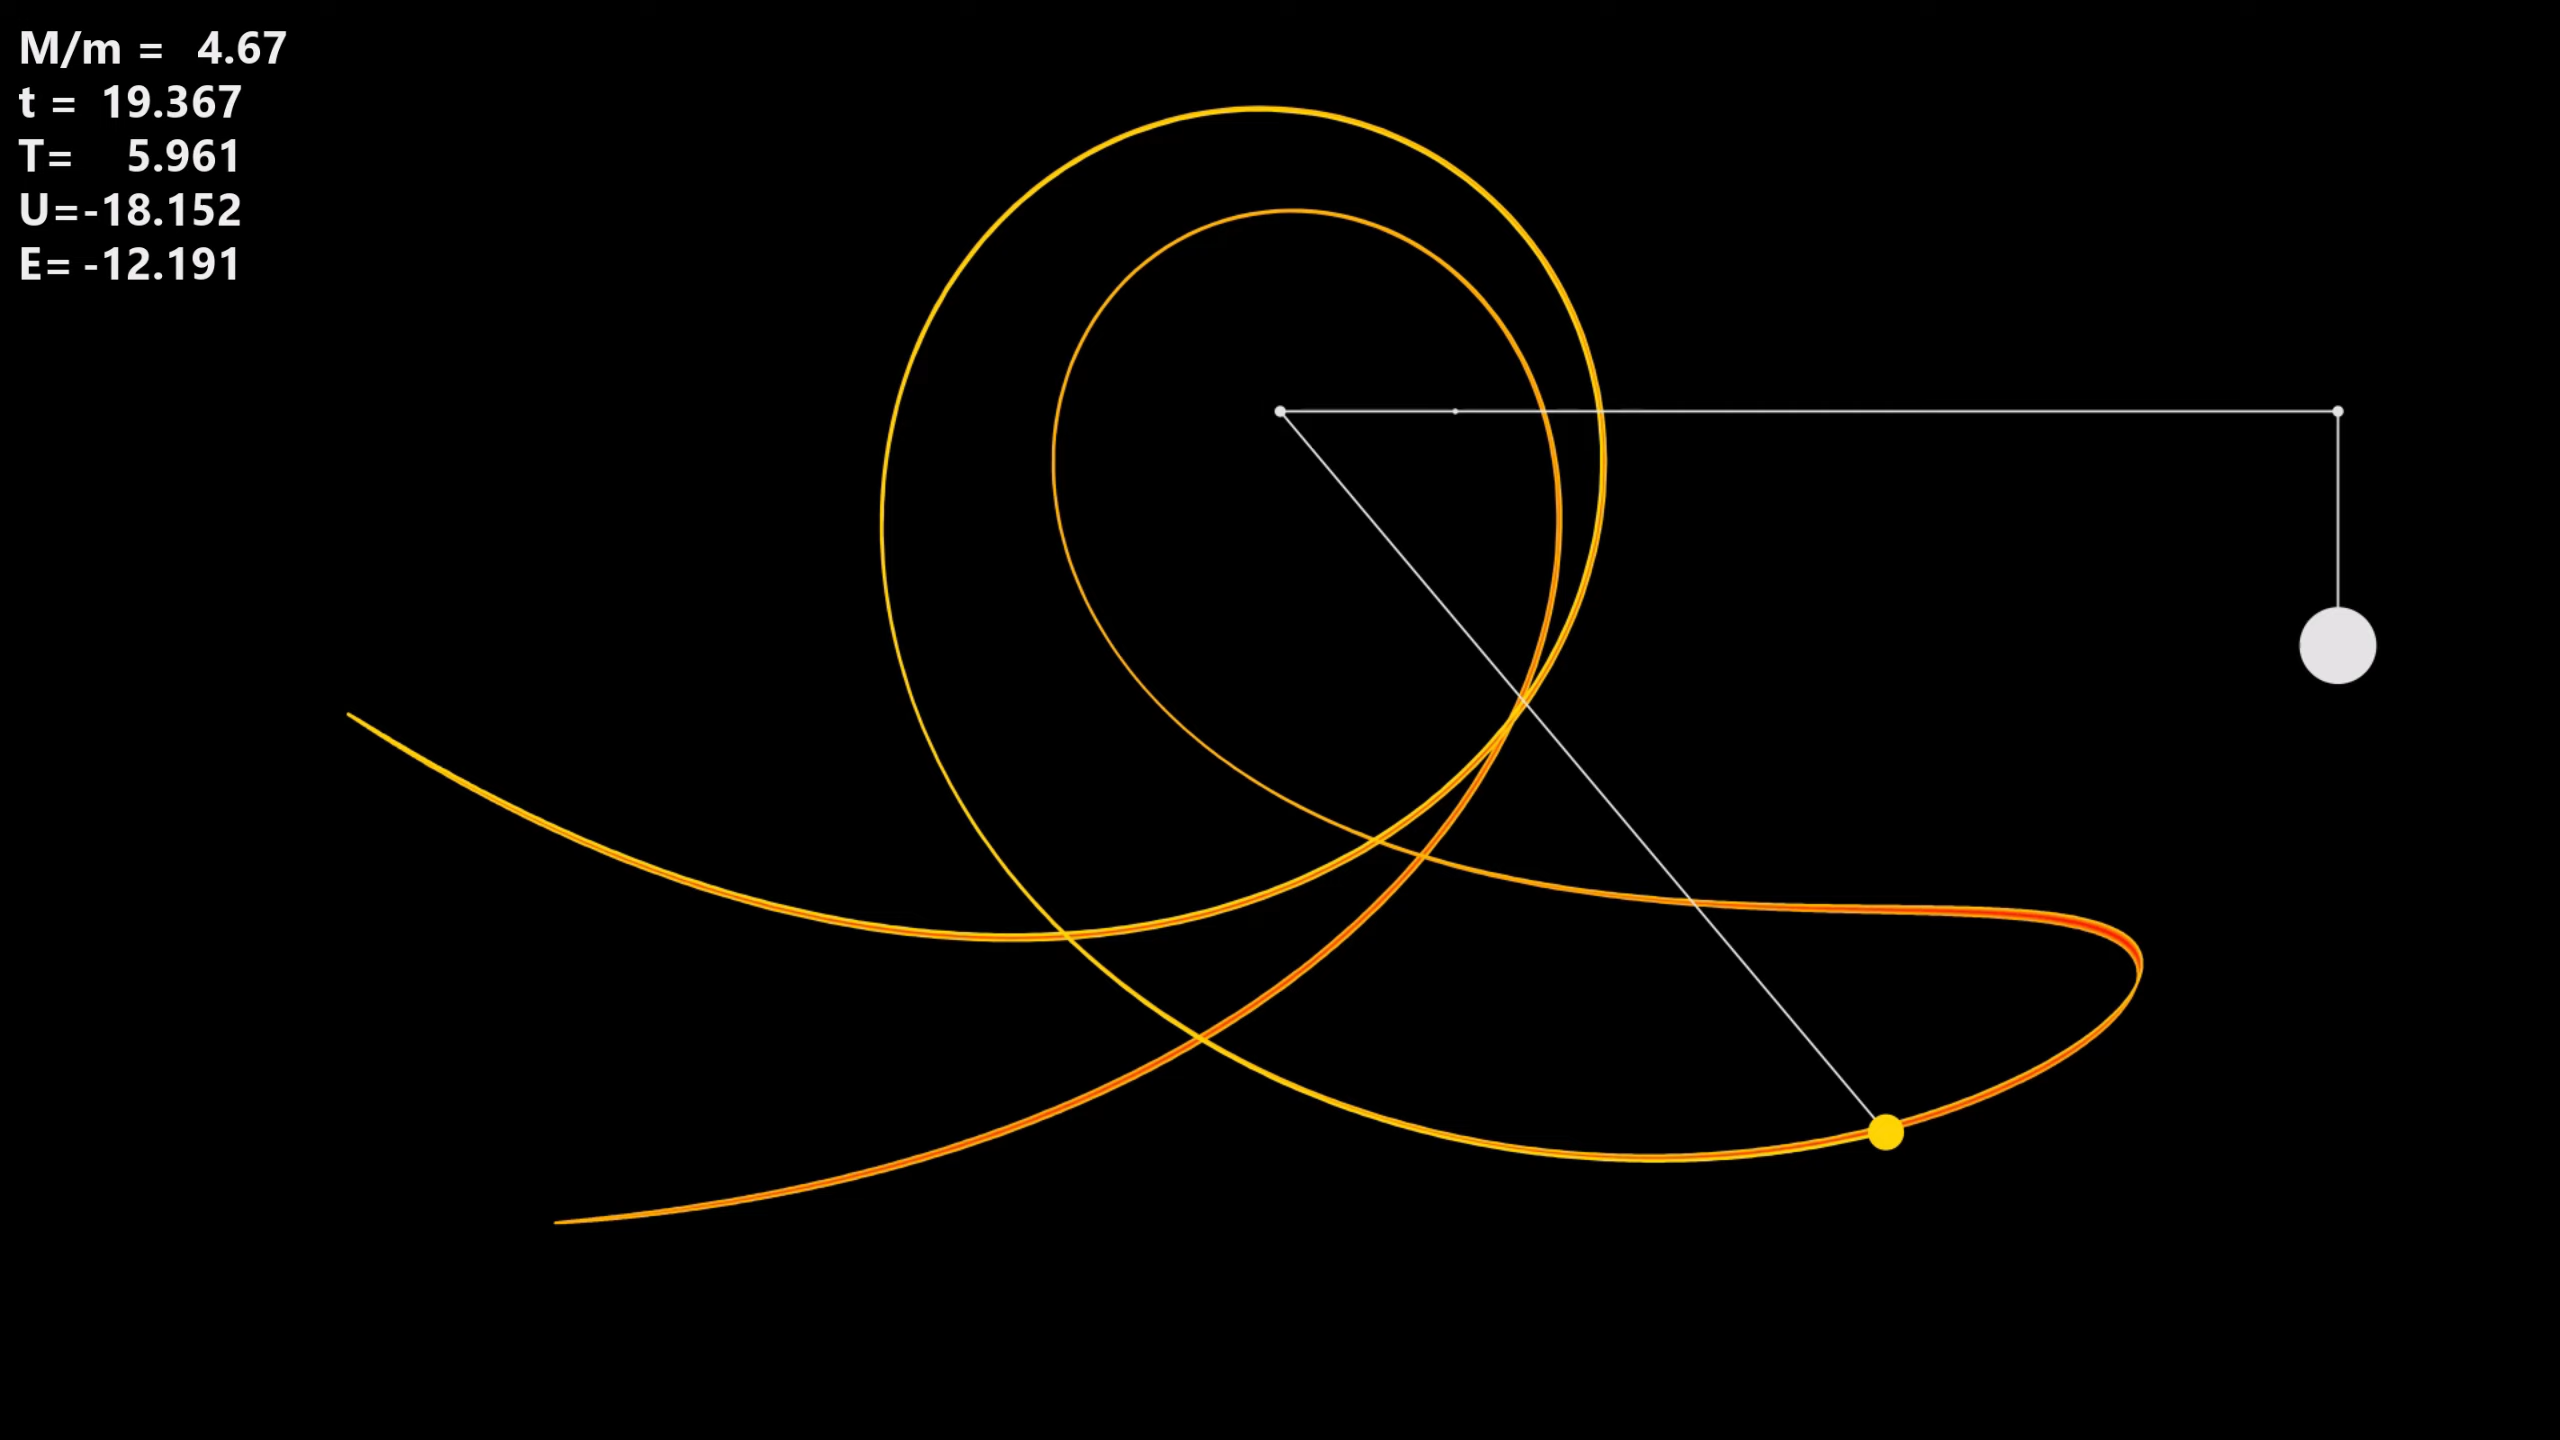 M/m = 4.67
t = 19.367
T= 5.961
U=-18.152
E= -12.191